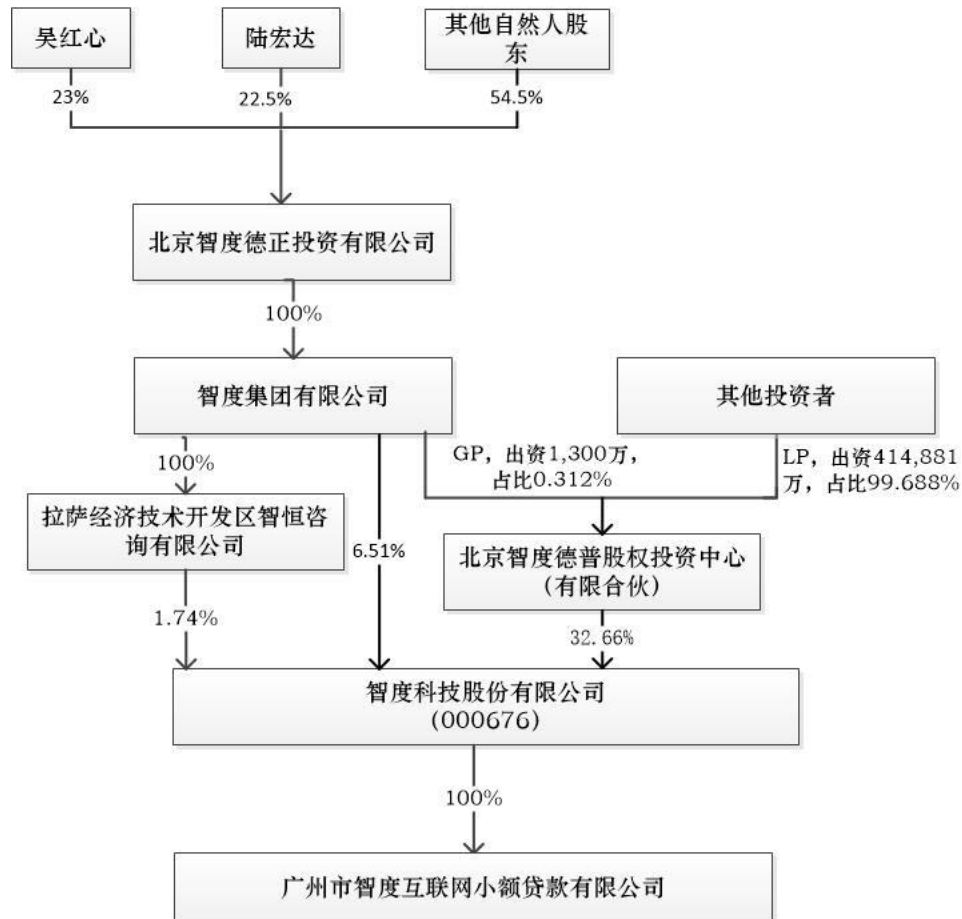 吴红心
陆宏达
其他自然人股
东
23%
22.5%
54.5%
北京智度德正投资有限公司
100%
智度集团有限公司
其他投资者
100%
GP，出资1,300万，
占比0.312%
LP，出资414,881
万，占比99.688%
拉萨经济技术开发区智恒咨
询有限公司
6.51%
北京智度德普股权投资中心
（有限合伙）
1.74%
32.66%
智度科技股份有限公司
(000676)
100%
广州市智度互联网小额贷款有限公司